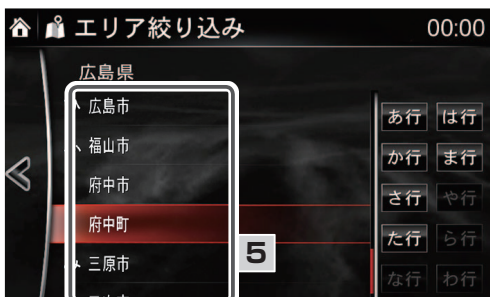 エリア絞り込み 00:00
広島県
広島市
福山市
府中市
府中町
三原市
5
あ行 は行
か行 ま行
さ行 や行
た行 ら行
な行 わ行